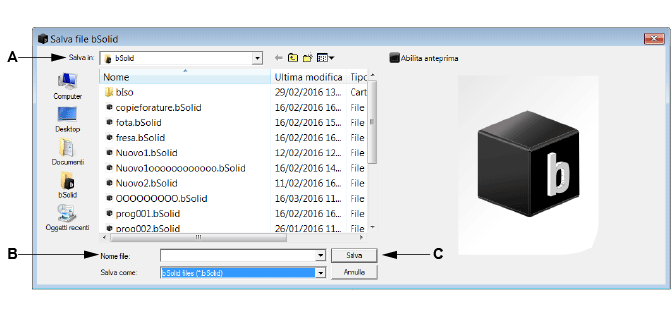 Salva file bSolid
A Salva in: bSolid Abilita anteprima
Nome Ultima modifica Tipo
blso 29/02/2016 13... Cart
copieforature.bSolid 16/02/2016 16... File
fota.bSolid 16/02/2016 15... File
fresa.bSolid 16/02/2016 16... File
Nuovo1.bSolid 12/02/2016 12... File
Nuovo1oooooooooooo.bSolid 16/02/2016 14... File
Nuovo2.bSolid 11/02/2016 16... File
OOOOOOOOO.bSolid 16/03/2016 11... File
prog001.bSolid 16/02/2016 16... File
prog002.bSolid 26/01/2016 11... File
Computer
Desktop
Documenti
bSolid
Oggetti recenti
B Nome file: Salva C
Salva come: bSolid files (*.bSolid) Annulla
b